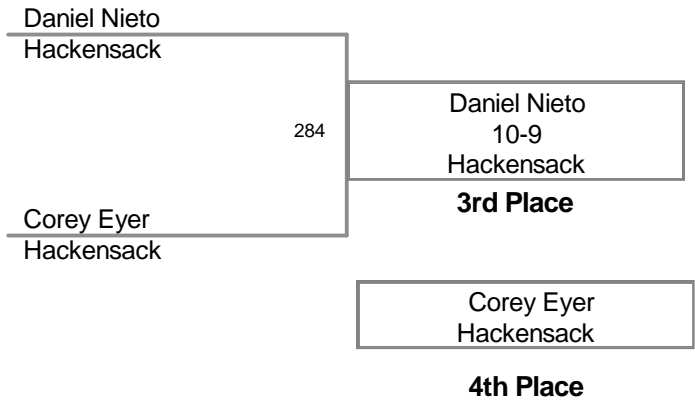 Daniel Nieto
Hackensack
284
Daniel Nieto
10-9
Hackensack
3rd Place
Corey Eyer
Hackensack
Corey Eyer
Hackensack
4th Place